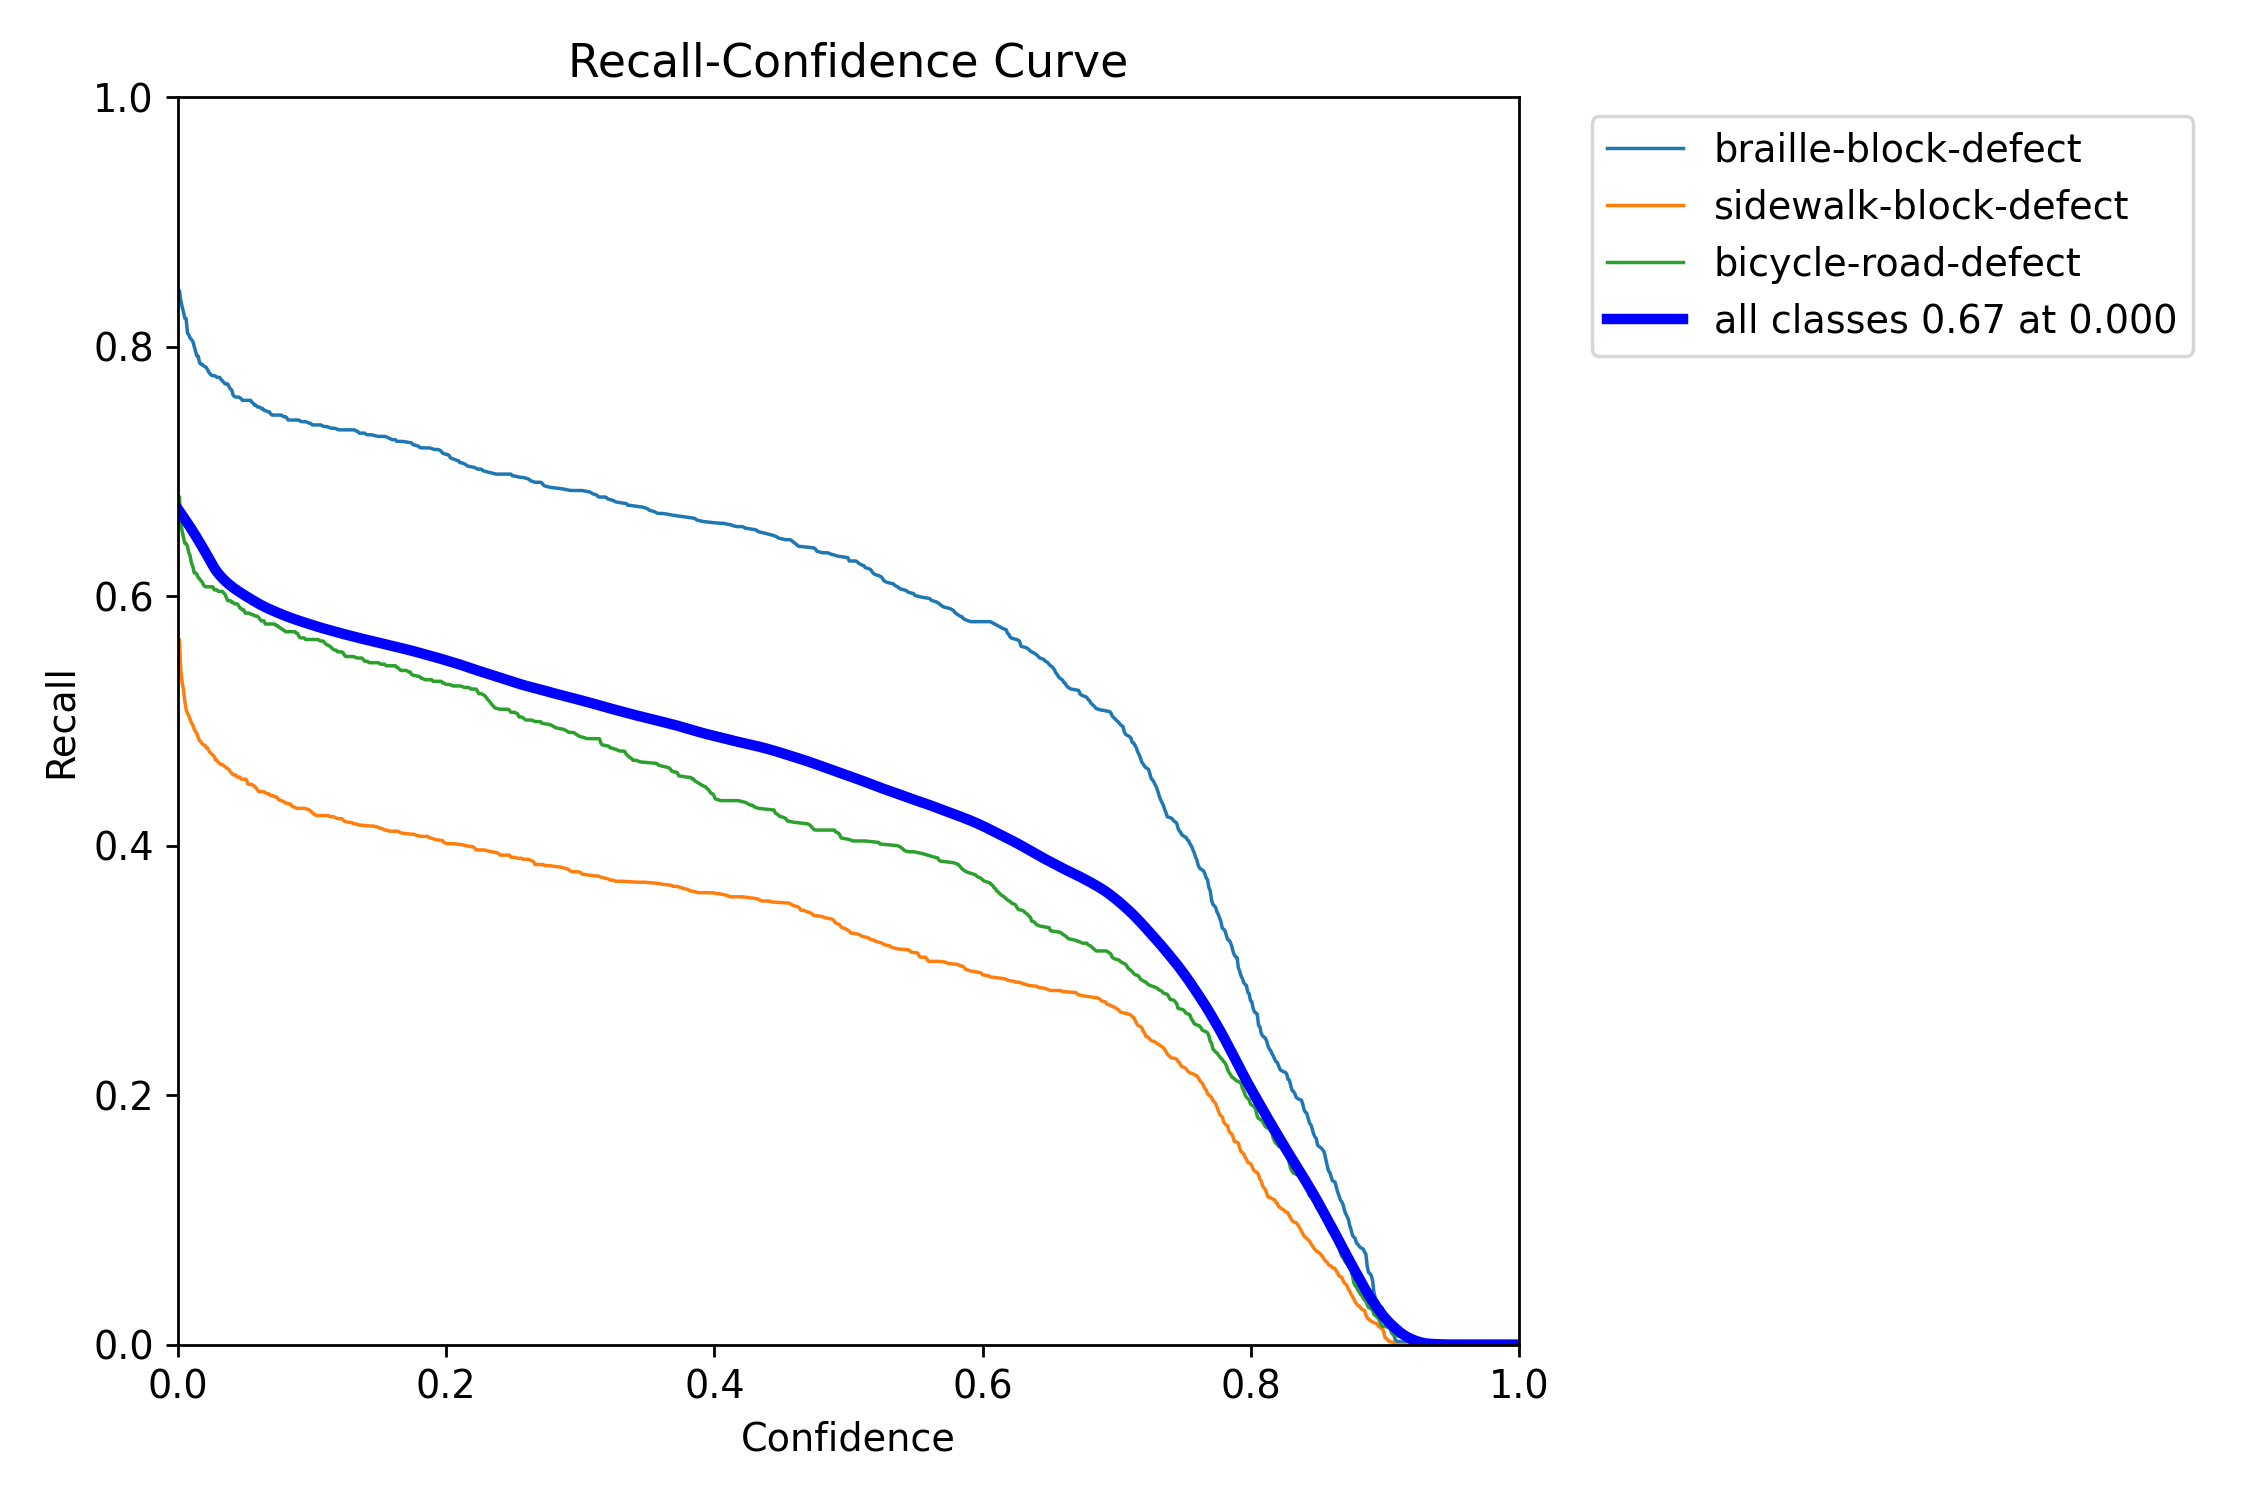 Recall-Confidence Curve
1.0
0.8
0.6
0.4
0.2
0.0
Recall
0.0 0.2 0.4 0.6 0.8 1.0
Confidence
braille-block-defect
sidewalk-block-defect
bicycle-road-defect
all classes 0.67 at 0.000